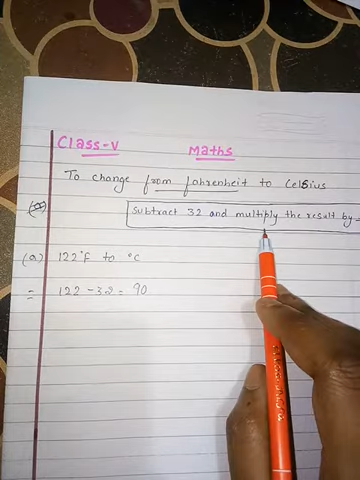 Class-V
Maths
To change from fahrenheit to Celsius
(a)
Subtract 32 and multiply the result by
(a) 122°F to °C
= 122 - 32 = 90